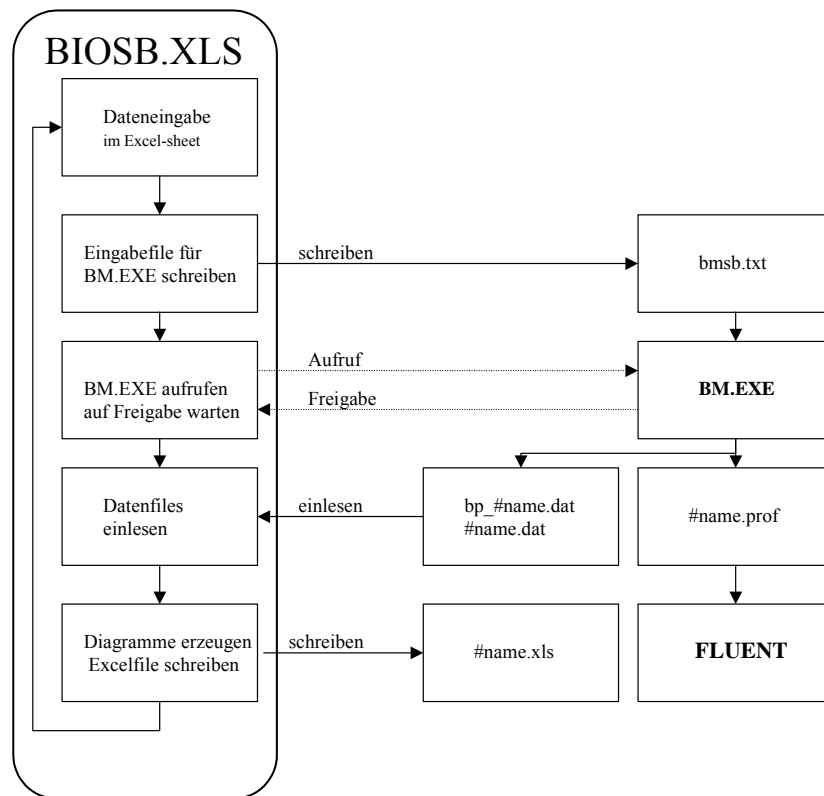 BIOSB.XLS
Dateneingabe
im Excel-sheet
Eingabefile für
BM.EXE schreiben
schreiben
bmsb.txt
BM.EXE aufrufen
auf Freigabe warten
Aufruf
Freigabe
BM.EXE
Datenfiles
einlesen
einlesen
bp_#name.dat
#name.dat
#name.prof
Diagramme erzeugen
Excelfile schreiben
schreiben
#name.xls
FLUENT